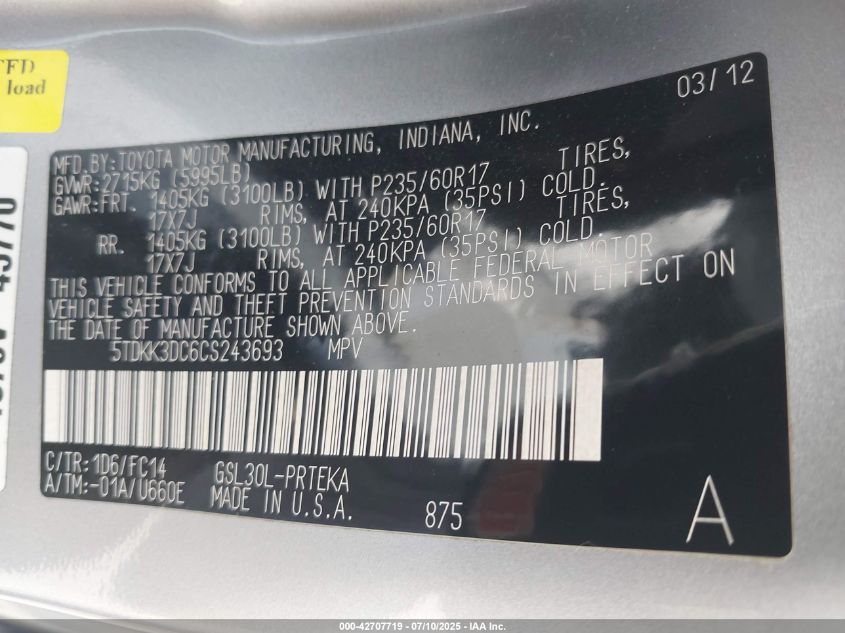 TFD
load
03/12
MFD.BY:TOYOTA MOTOR MANUFACTURING, INDIANA, INC.
GVWR:2715KG (5995LB)
GAWR:FRT. 1405KG (3100LB) WITH P235/60R17 TIRES,
17X7J RIMS, AT 240KPA (35PSI) COLD.
RR. 1405KG (3100LB) WITH P235/60R17 TIRES,
17X7J RIMS, AT 240KPA (35PSI) COLD.
THIS VEHICLE CONFORMS TO ALL APPLICABLE FEDERAL MOTOR
VEHICLE SAFETY AND THEFT PREVENTION STANDARDS IN EFFECT ON
THE DATE OF MANUFACTURE SHOWN ABOVE.
5TDKK3DC6CS243693 MPV
C/TR:1D6/FC14 GSL30L-PRTEKA
A/TM:-01A/U660E MADE IN U.S.A.
875
A
000-42707719 / 07/10/2025 - IAA Inc.